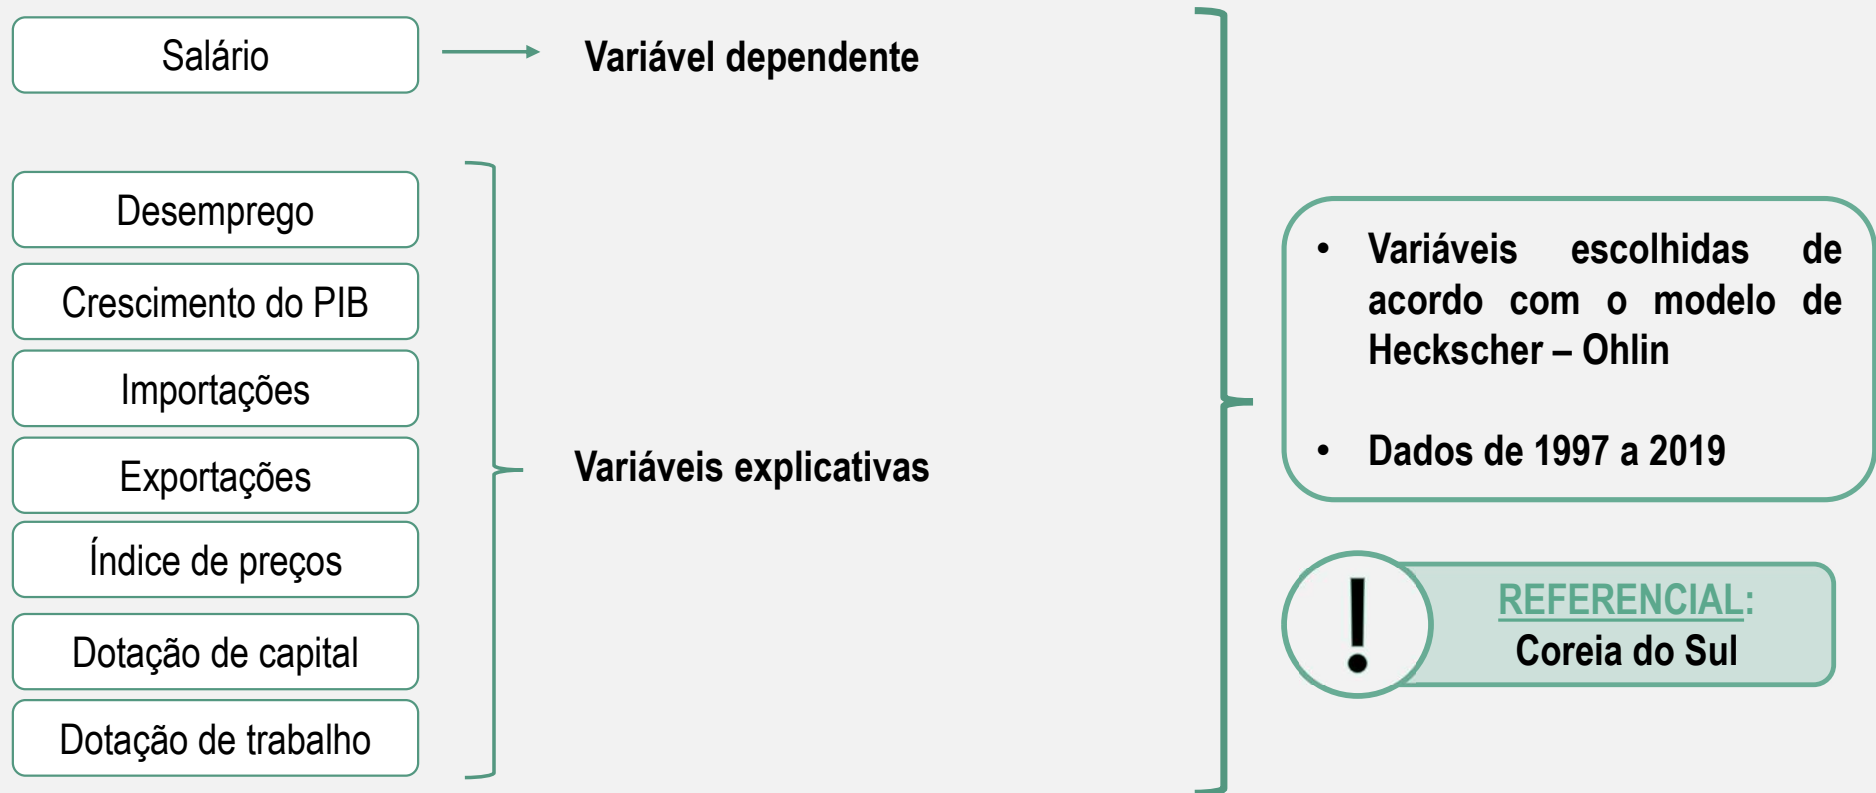 Salário
Variável dependente
Desemprego
Crescimento do PIB
Importações
Exportações
Índice de preços
Dotação de capital
Dotação de trabalho
Variáveis explicativas
• Variáveis escolhidas de
acordo com o modelo de
Heckscher – Ohlin
• Dados de 1997 a 2019
!
REFERENCIAL:
Coreia do Sul